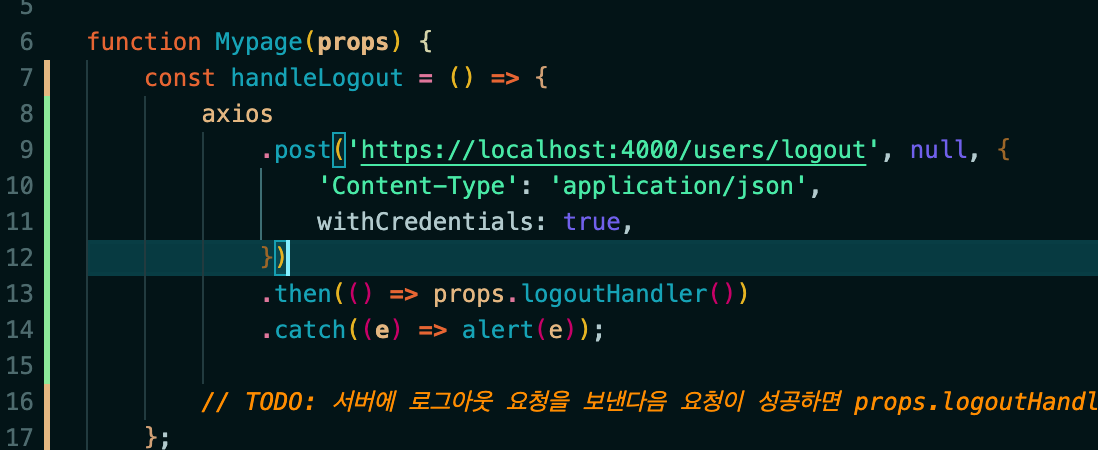 5
6 function Mypage(props) {
7 const handleLogout = () => {
8 axios
9 .post('https://localhost:4000/users/logout', null, {
10 'Content-Type': 'application/json',
11 withCredentials: true,
12 })
13 .then(() => props.logoutHandler())
14 .catch((e) => alert(e));
15
16 // TODO: 서버에 로그아웃 요청을 보낸다음 요청이 성공하면 props.logoutHandl
17 };